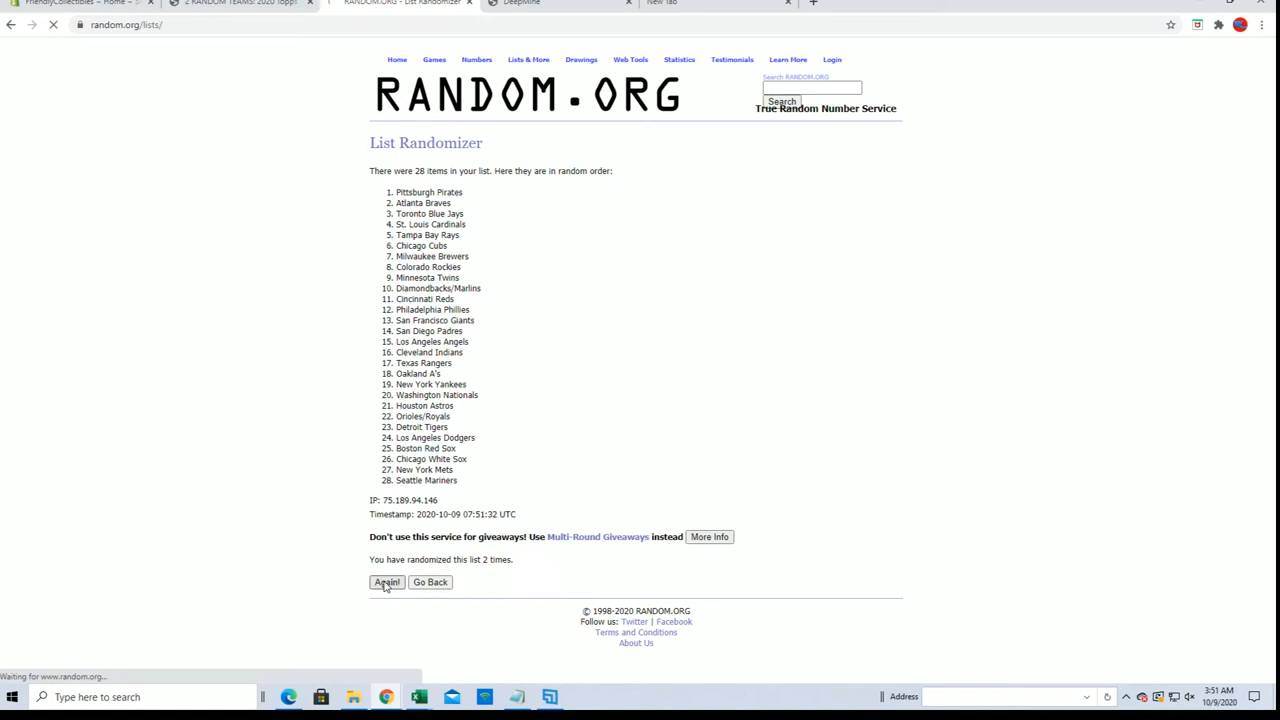 FriendlyCollectibles ~ Home ~ S
2 RANDOM TEAMS: 2020 Topps
RANDOM.ORG - List Randomizer
DeepMine
New Tab
random.org/lists/
Home Games Numbers Lists & More Drawings Web Tools Statistics Testimonials Learn More Login
RANDOM.ORG
Search RANDOM.ORG
Search
True Random Number Service
List Randomizer
There were 28 items in your list. Here they are in random order:
1. Pittsburgh Pirates
2. Atlanta Braves
3. Toronto Blue Jays
4. St. Louis Cardinals
5. Tampa Bay Rays
6. Chicago Cubs
7. Milwaukee Brewers
8. Colorado Rockies
9. Minnesota Twins
10. Diamondbacks/Marlins
11. Cincinnati Reds
12. Philadelphia Phillies
13. San Francisco Giants
14. San Diego Padres
15. Los Angeles Angels
16. Cleveland Indians
17. Texas Rangers
18. Oakland A's
19. New York Yankees
20. Washington Nationals
21. Houston Astros
22. Orioles/Royals
23. Detroit Tigers
24. Los Angeles Dodgers
25. Boston Red Sox
26. Chicago White Sox
27. New York Mets
28. Seattle Mariners
IP: 75.189.94.146
Timestamp: 2020-10-09 07:51:32 UTC
Don't use this service for giveaways! Use Multi-Round Giveaways instead More Info
You have randomized this list 2 times.
Again! Go Back
© 1998-2020 RANDOM.ORG
Follow us: Twitter | Facebook
Terms and Conditions
About Us
Waiting for www.random.org...
Type here to search
Address
3:51 AM
10/9/2020